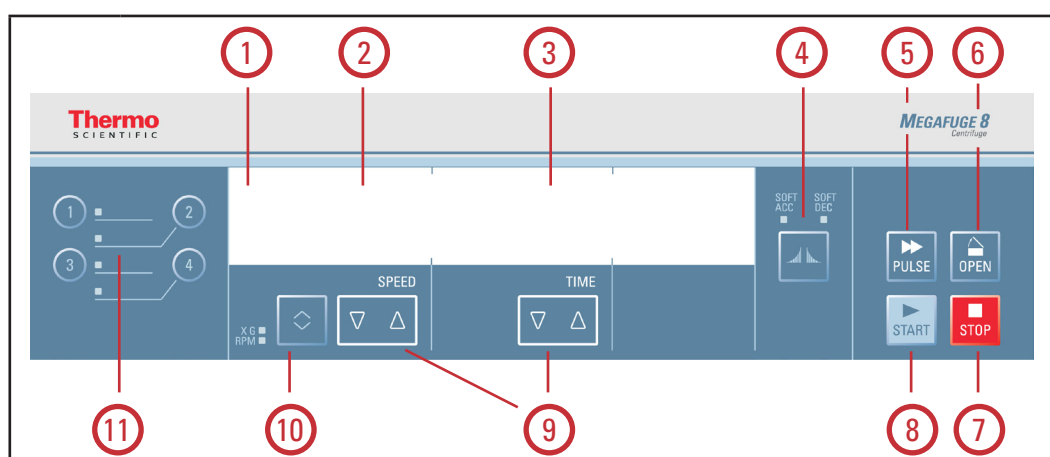 1 2 3 4 5 6
Thermo
SCIENTIFIC
MEGAFUGE 8
Centrifuge
SOFT ACC
SOFT DEC
1 2
3 4
PULSE
OPEN
SPEED
TIME
X G
RPM
START
STOP
11 10 9 8 7